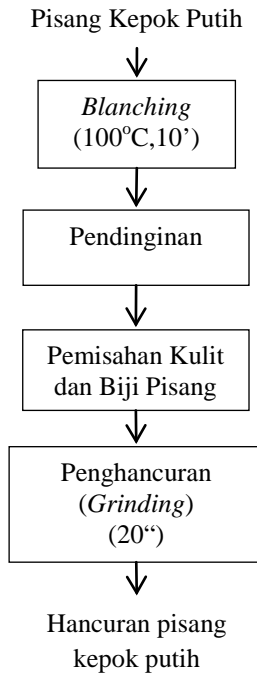 Pisang Kepok Putih
Blanching
(100°C,10’)
Pendinginan
Pemisahan Kulit
dan Biji Pisang
Penghancuran
(Grinding)
(20“)
Hancuran pisang
kepok putih